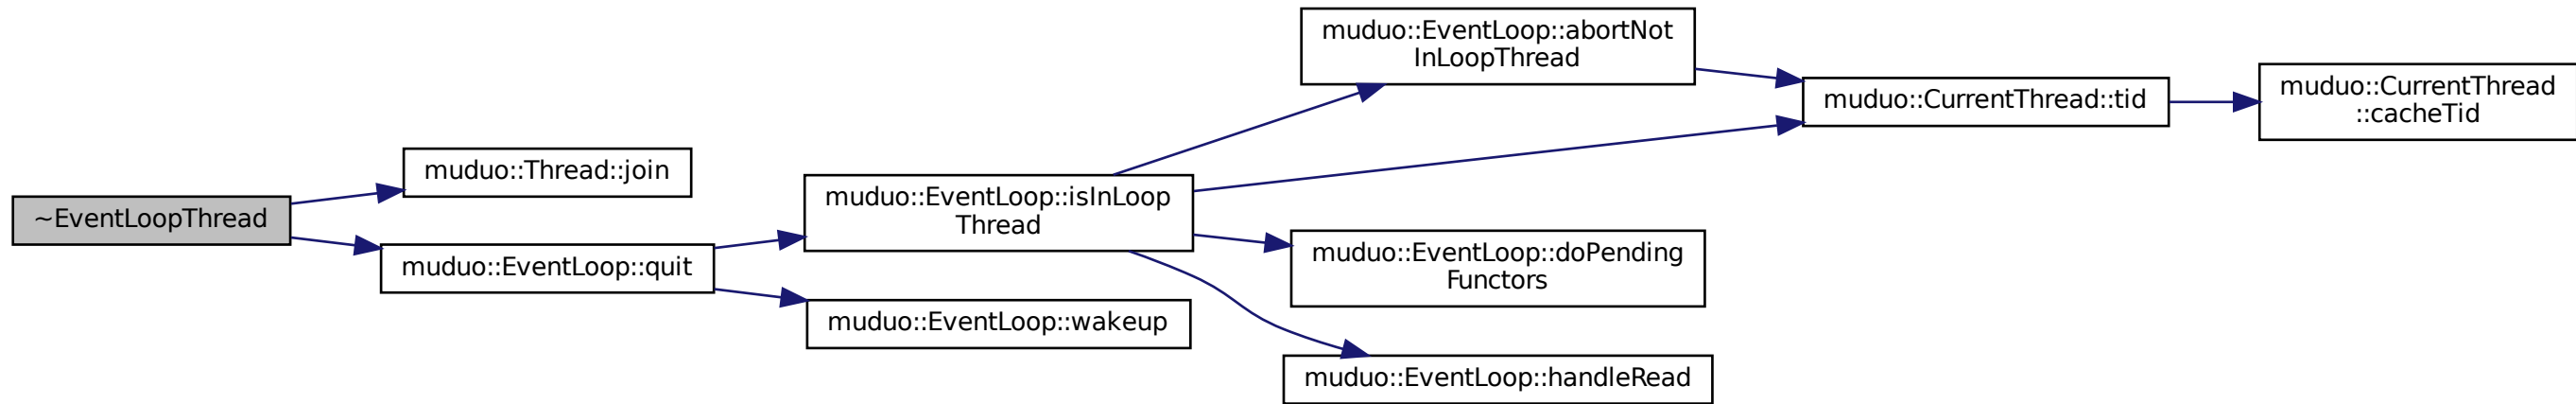 ~EventLoopThread
muduo::Thread::join
muduo::EventLoop::quit
muduo::EventLoop::isInLoop
Thread
muduo::EventLoop::wakeup
muduo::EventLoop::abortNot
InLoopThread
muduo::EventLoop::doPending
Functors
muduo::EventLoop::handleRead
muduo::CurrentThread::tid
muduo::CurrentThread
::cacheTid